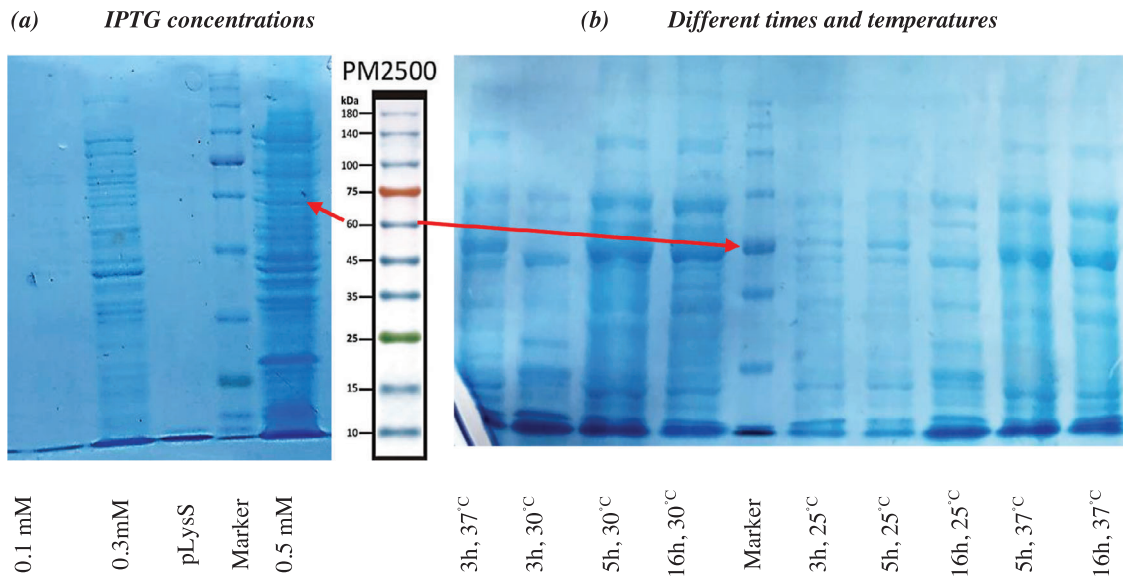 (a) IPTG concentrations
(b) Different times and temperatures
PM2500
kDa
180
140
100
75
60
45
35
25
15
10
0.1 mM
0.3mM
pLysS
Marker
0.5 mM
3h, 37°C
3h, 30°C
5h, 30°C
16h, 30°C
Marker
3h, 25°C
5h, 25°C
16h, 25°C
5h, 37°C
16h, 37°C